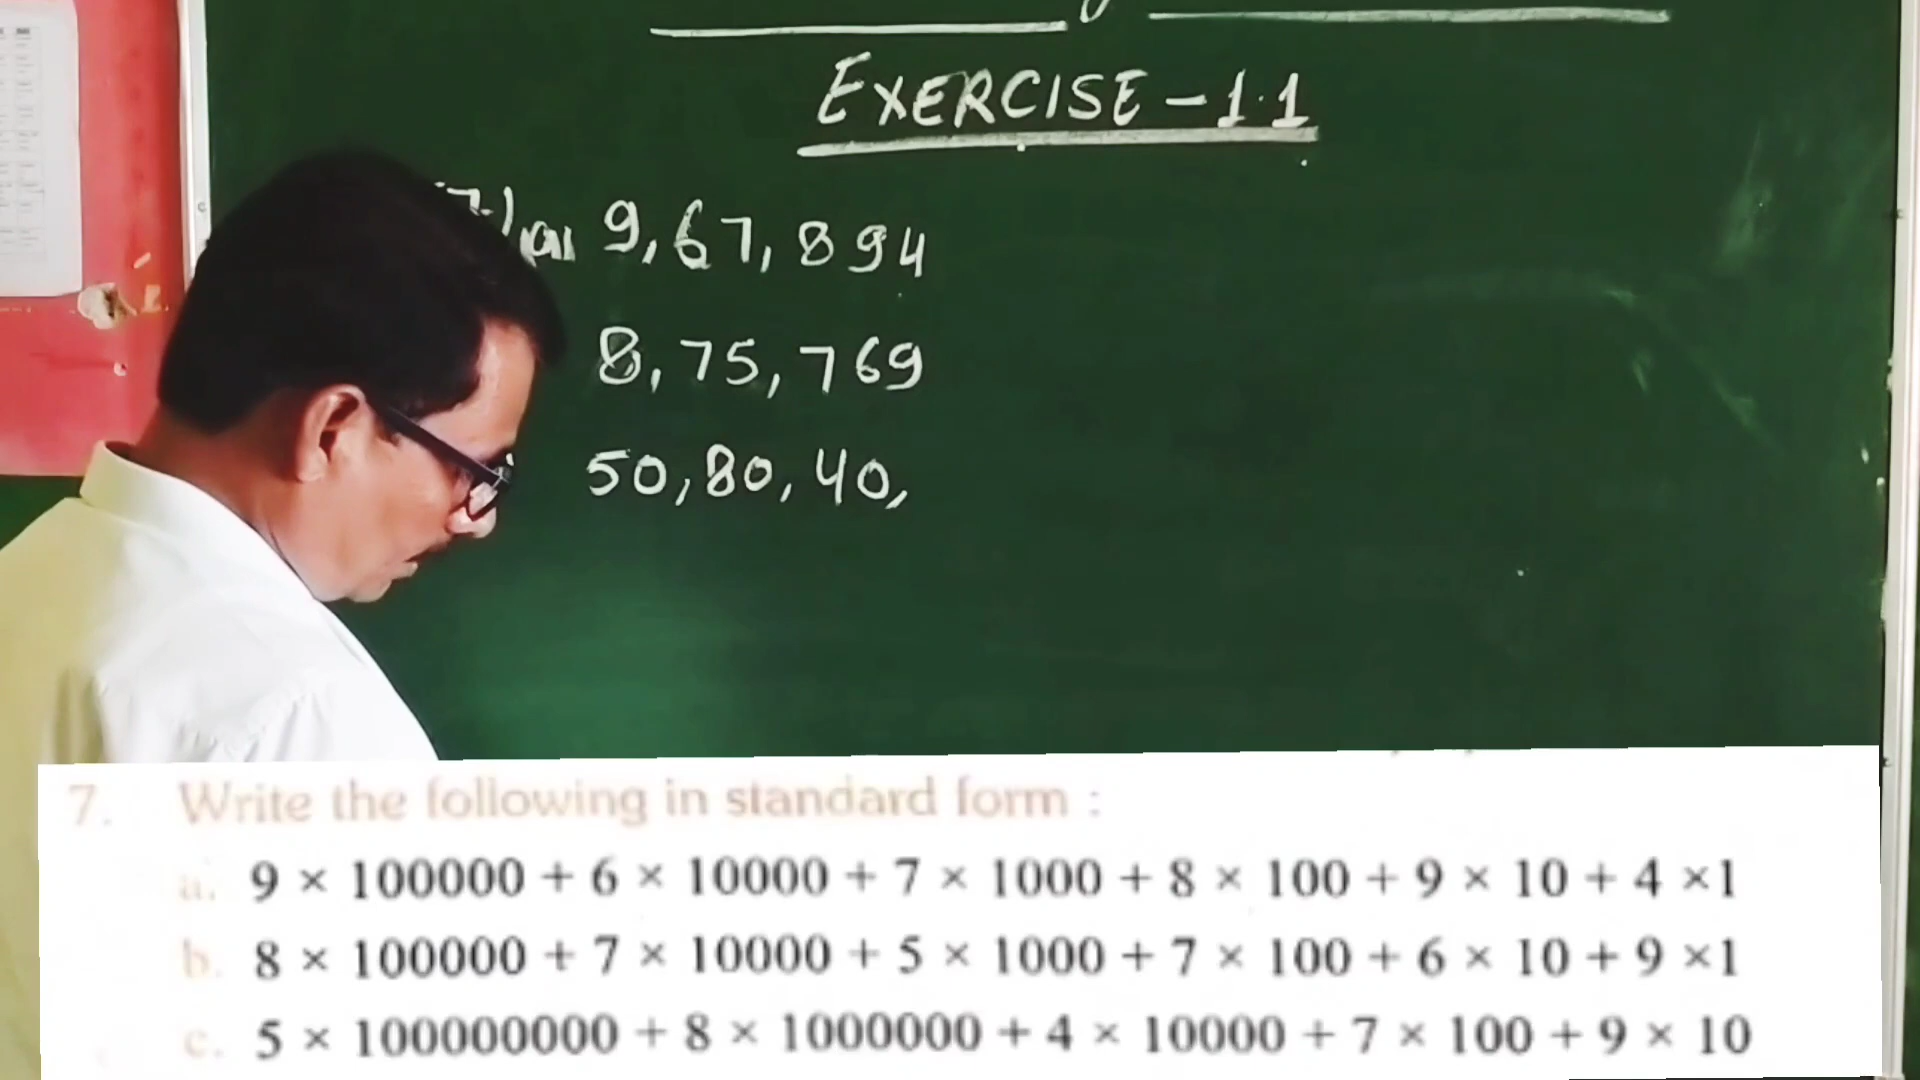 EXERCISE - 1.1
7.) a) 9,67,894
8,75,769
50,80,40,
7. Write the following in standard form :
a. 9 × 100000 + 6 × 10000 + 7 × 1000 + 8 × 100 + 9 × 10 + 4 ×1
b. 8 × 100000 + 7 × 10000 + 5 × 1000 + 7 × 100 + 6 × 10 + 9 ×1
c. 5 × 100000000 + 8 × 1000000 + 4 × 10000 + 7 × 100 + 9 × 10